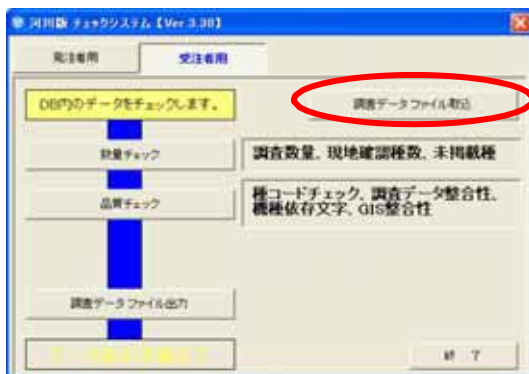 河川版 チェックシステム【Ver 3.30】
発注者用
受注者用
DB内のデータをチェックします。
調査データファイル取込
数量チェック
調査数量、現地確認種数、未掲載種
品質チェック
種コードチェック、調査データ整合性、
機種依存文字、GIS整合性
調査データファイル出力
終 了